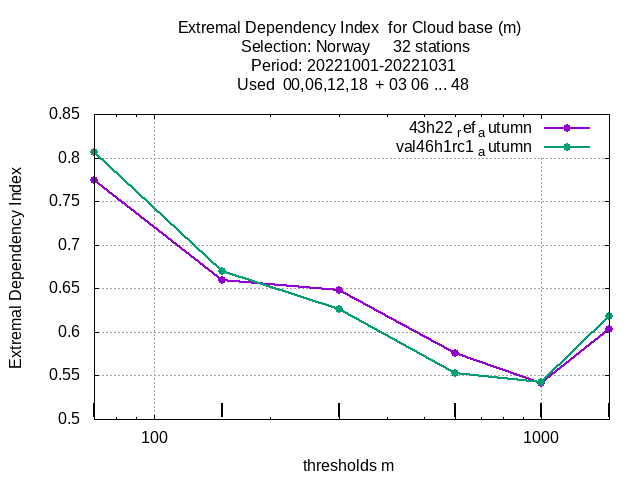 Extremal Dependency Index  for Cloud base (m)
Selection: Norway     32 stations
Period: 20221001-20221031
Used  00,06,12,18  + 03 06 ... 48
43h22 ref a utumn
val46h1rc1 a utumn
0.85
0.8
0.75
0.7
0.65
0.6
0.55
0.5
Extremal Dependency Index
100
1000
thresholds m